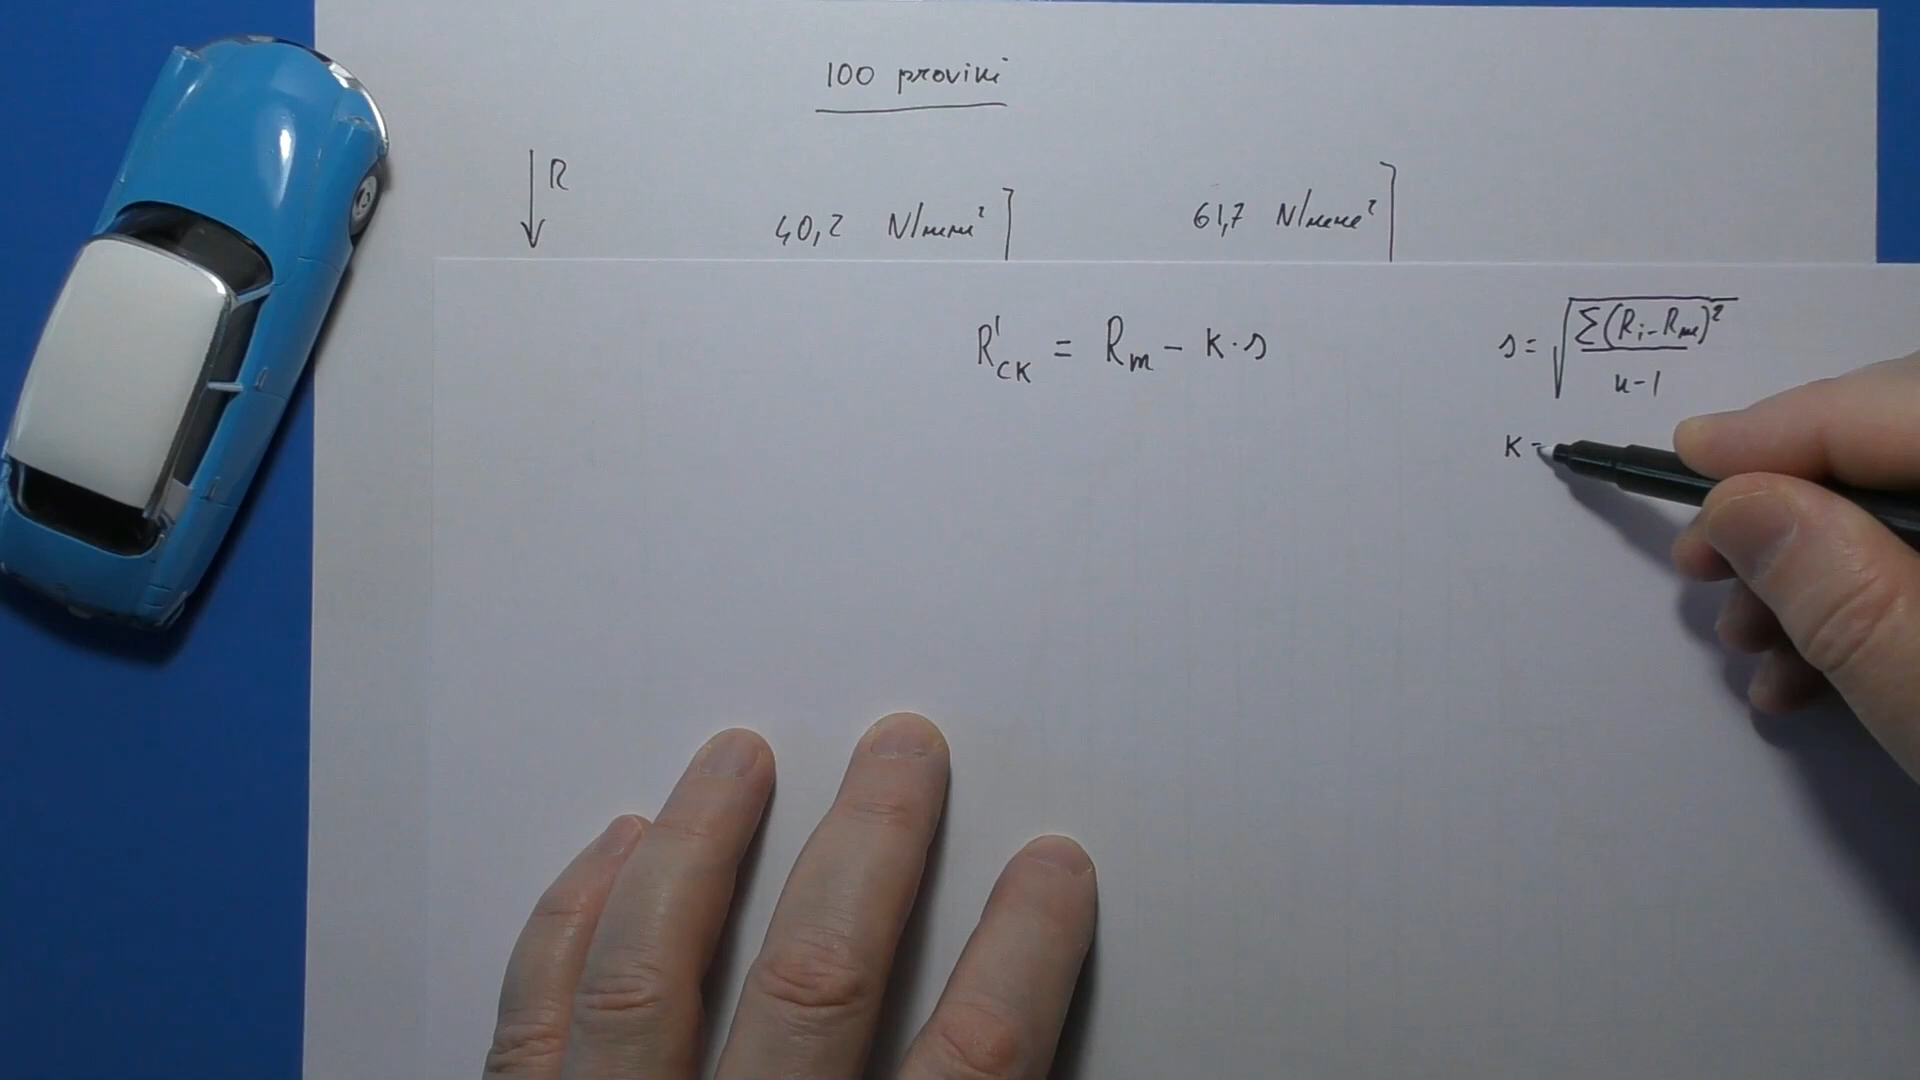 100 provini
R
40,2 N/mm²
61,7 N/mm²
R'ck = Rm - K·s
s = √(Σ(Ri-Rm)²/n-1)
K =